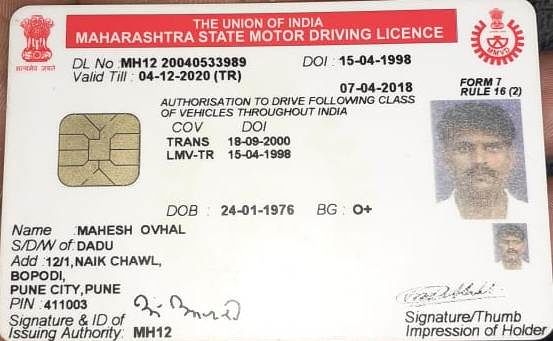 THE UNION OF INDIA
MAHARASHTRA STATE MOTOR DRIVING LICENCE
सत्यमेव जयते
MMVD
DL No : MH12 20040533989 DOI : 15-04-1998
Valid Till : 04-12-2020 (TR) 07-04-2018
FORM 7
RULE 16 (2)
AUTHORISATION TO DRIVE FOLLOWING CLASS
OF VEHICLES THROUGHOUT INDIA
COV DOI
TRANS 18-09-2000
LMV-TR 15-04-1998
DOB : 24-01-1976 BG : O+
Name : MAHESH OVHAL
S/D/W of : DADU
Add : 12/1,NAIK CHAWL,
BOPODI,
PUNE CITY,PUNE
PIN : 411003
Signature & ID of
Issuing Authority: MH12
Signature/Thumb
Impression of Holder